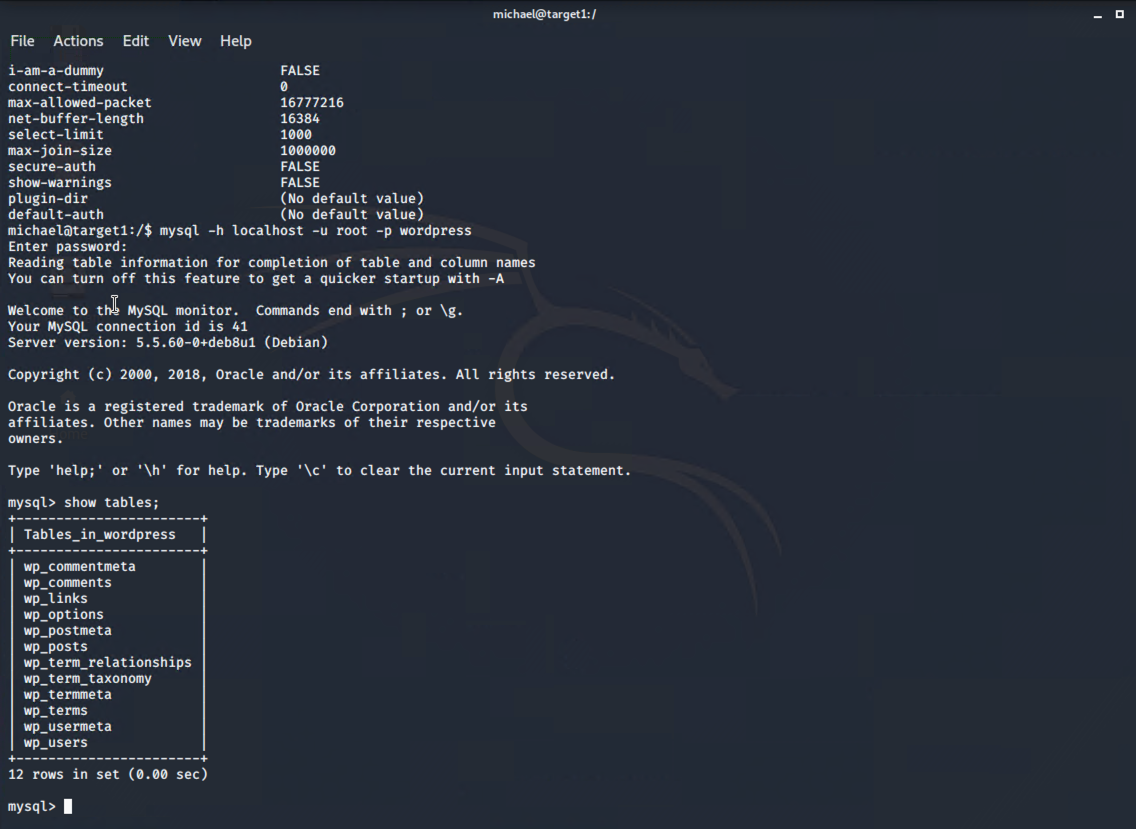 michael@target1:/
File Actions Edit View Help
i-am-a-dummy                      FALSE
connect-timeout                   0
max-allowed-packet                16777216
net-buffer-length                 16384
select-limit                      1000
max-join-size                     1000000
secure-auth                       FALSE
show-warnings                     FALSE
plugin-dir                        (No default value)
default-auth                      (No default value)
michael@target1:/$ mysql -h localhost -u root -p wordpress
Enter password:
Reading table information for completion of table and column names
You can turn off this feature to get a quicker startup with -A

Welcome to the MySQL monitor.  Commands end with ; or \g.
Your MySQL connection id is 41
Server version: 5.5.60-0+deb8u1 (Debian)

Copyright (c) 2000, 2018, Oracle and/or its affiliates. All rights reserved.

Oracle is a registered trademark of Oracle Corporation and/or its
affiliates. Other names may be trademarks of their respective
owners.

Type 'help;' or '\h' for help. Type '\c' to clear the current input statement.

mysql> show tables;
+-----------------------+
| Tables_in_wordpress   |
+-----------------------+
| wp_commentmeta        |
| wp_comments           |
| wp_links              |
| wp_options            |
| wp_postmeta           |
| wp_posts              |
| wp_term_relationships |
| wp_term_taxonomy      |
| wp_termmeta           |
| wp_terms              |
| wp_usermeta           |
| wp_users              |
+-----------------------+
12 rows in set (0.00 sec)

mysql>